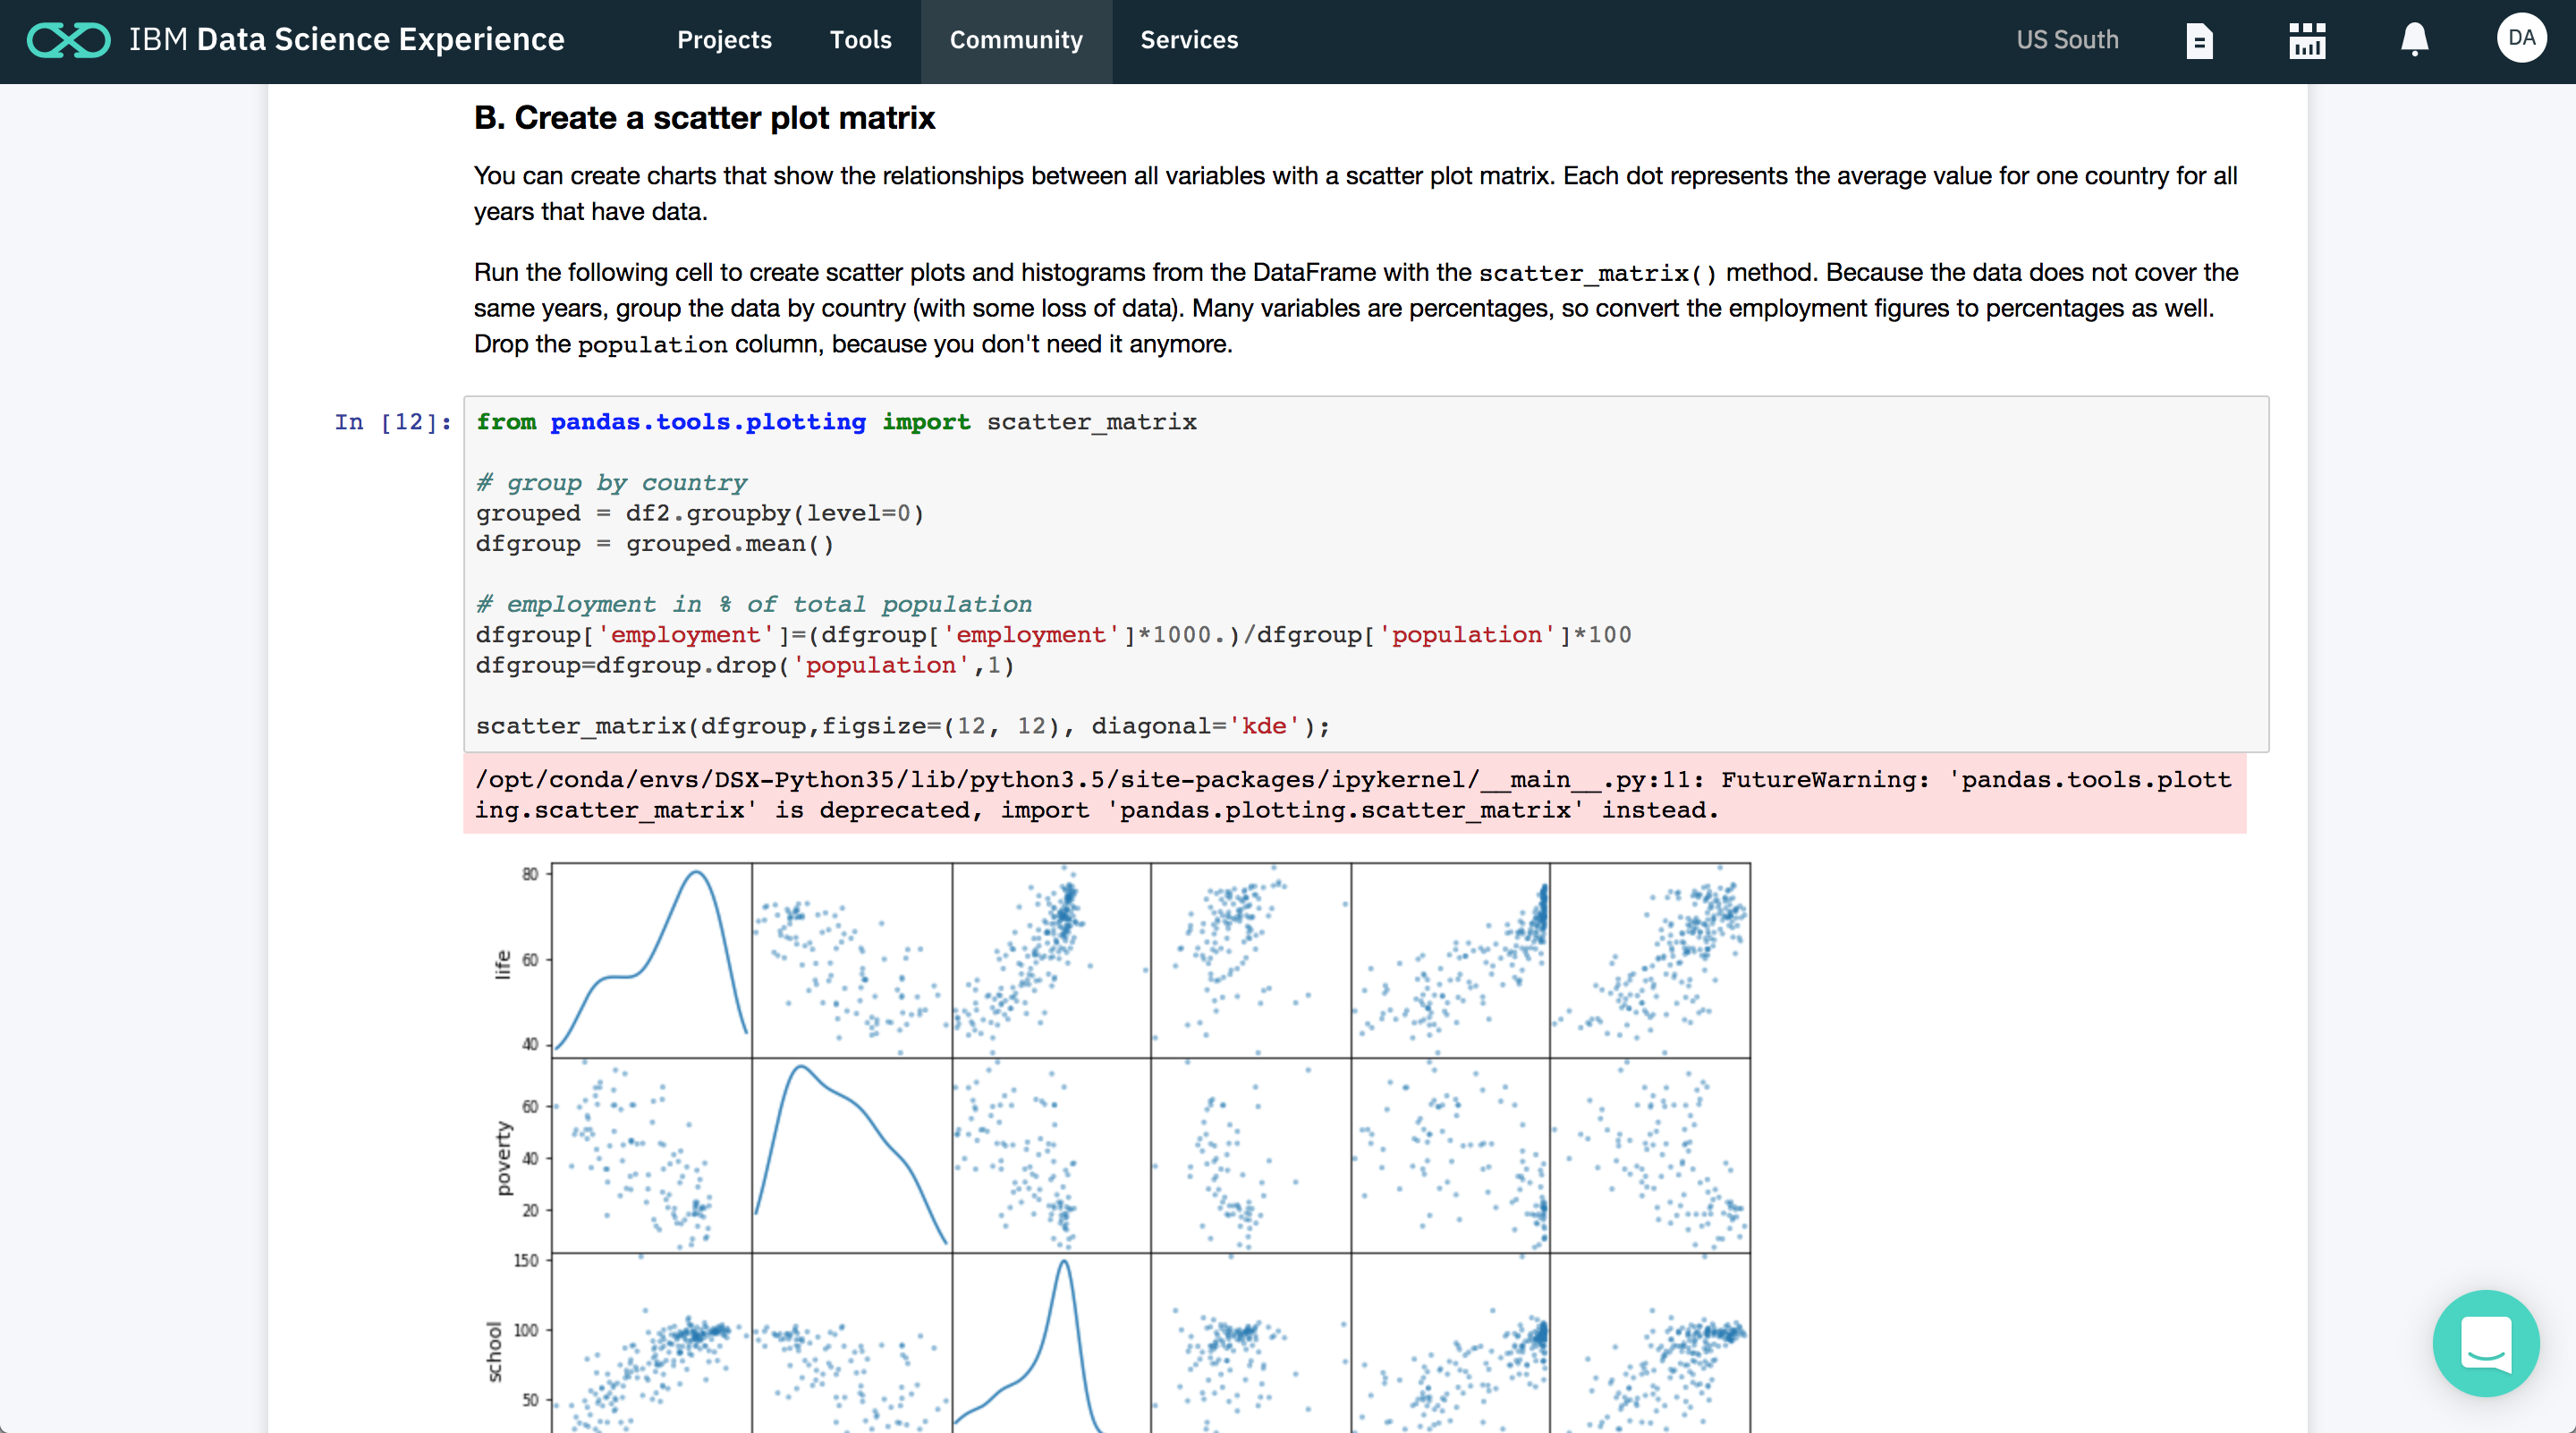 IBM Data Science Experience Projects Tools Community Services US South DA
B. Create a scatter plot matrix
You can create charts that show the relationships between all variables with a scatter plot matrix. Each dot represents the average value for one country for all
years that have data.
Run the following cell to create scatter plots and histograms from the DataFrame with the scatter_matrix() method. Because the data does not cover the
same years, group the data by country (with some loss of data). Many variables are percentages, so convert the employment figures to percentages as well.
Drop the population column, because you don't need it anymore.
In [12]: from pandas.tools.plotting import scatter_matrix
# group by country
grouped = df2.groupby(level=0)
dfgroup = grouped.mean()
# employment in % of total population
dfgroup['employment']=(dfgroup['employment']*1000.)/dfgroup['population']*100
dfgroup=dfgroup.drop('population',1)
scatter_matrix(dfgroup,figsize=(12, 12), diagonal='kde');
/opt/conda/envs/DSX-Python35/lib/python3.5/site-packages/ipykernel/__main__.py:11: FutureWarning: 'pandas.tools.plott
ing.scatter_matrix' is deprecated, import 'pandas.plotting.scatter_matrix' instead.
80
life
60
40
60
poverty
40
20
150
school
100
50